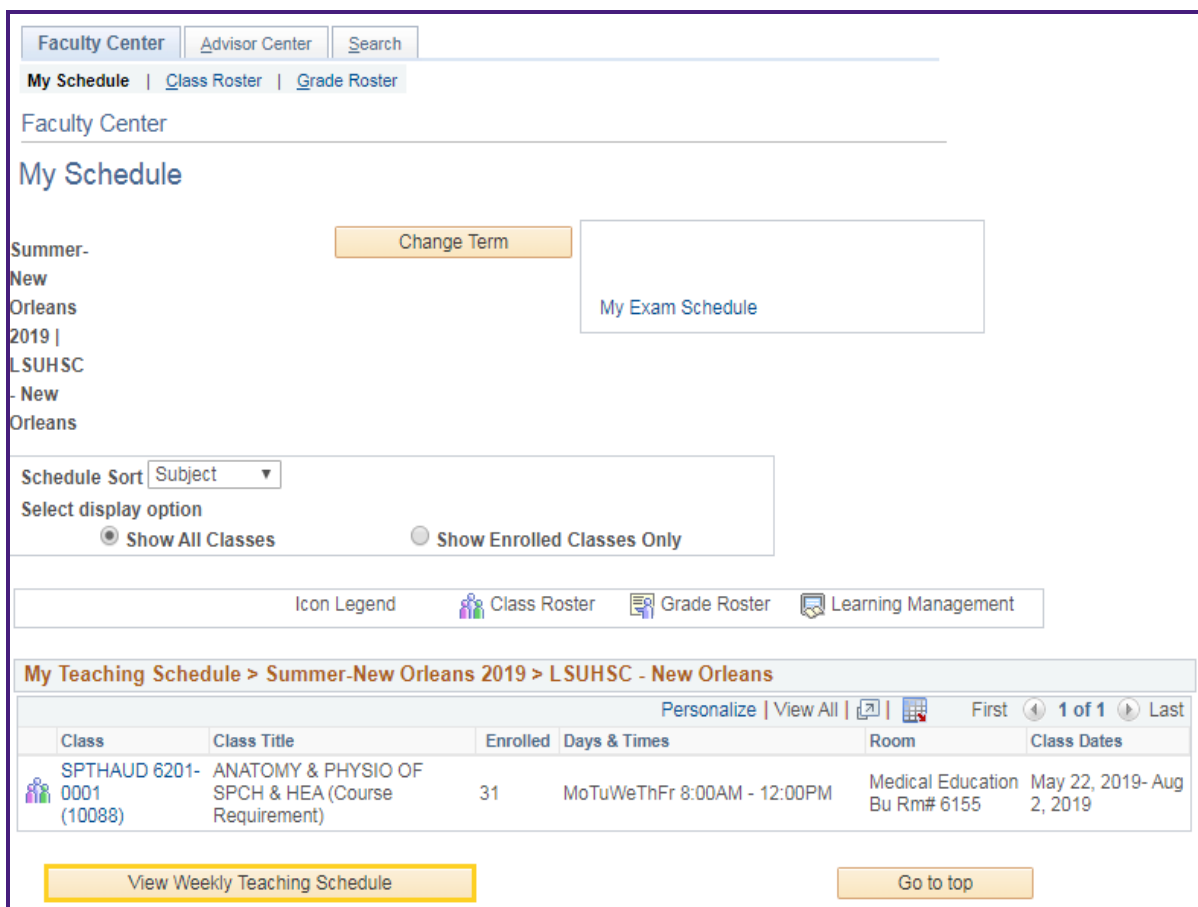 Faculty Center Advisor Center Search
My Schedule | Class Roster | Grade Roster
Faculty Center
My Schedule
Summer-
New
Orleans
2019 |
LSUHSC
- New
Orleans
Change Term
My Exam Schedule
Schedule Sort Subject
Select display option
Show All Classes Show Enrolled Classes Only
Icon Legend Class Roster Grade Roster Learning Management
My Teaching Schedule > Summer-New Orleans 2019 > LSUHSC - New Orleans
Personalize | View All | | First 1 of 1 Last
Class Class Title Enrolled Days & Times Room Class Dates
SPTHAUD 6201-
0001
(10088)
ANATOMY & PHYSIO OF
SPCH & HEA (Course
Requirement)
31
MoTuWeThFr 8:00AM - 12:00PM
Medical Education
Bu Rm# 6155
May 22, 2019- Aug
2, 2019
View Weekly Teaching Schedule Go to top